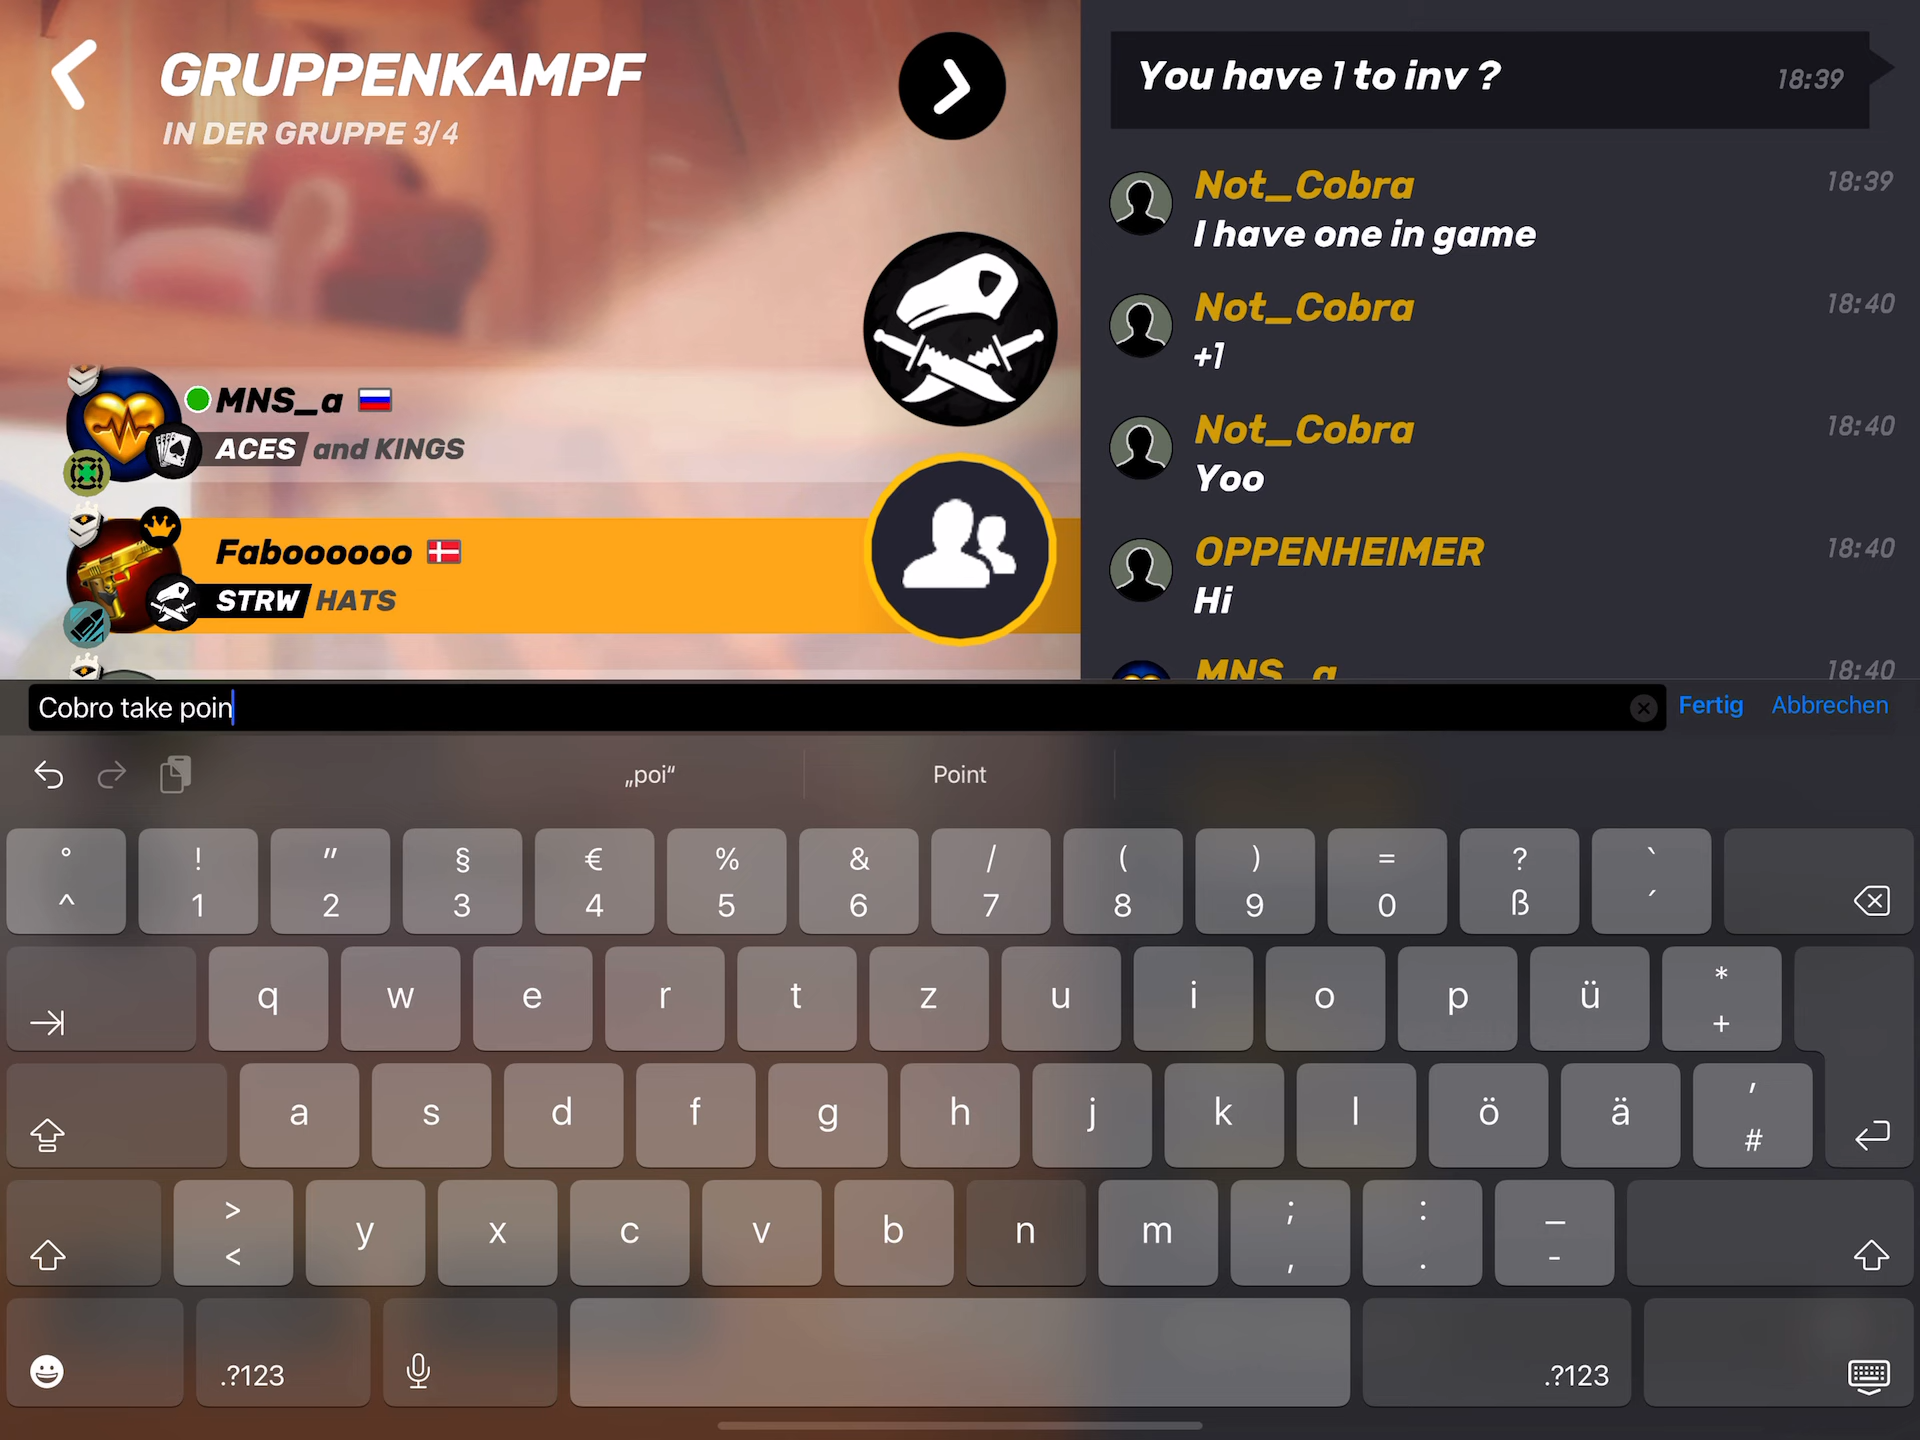 GRUPPENKAMPF
IN DER GRUPPE 3/4
MNS_a
ACES and KINGS
Faboooooo
STRW HATS
You have 1 to inv ?
18:39
Not_Cobra
18:39
I have one in game
Not_Cobra
18:40
+1
Not_Cobra
18:40
Yoo
OPPENHEIMER
18:40
Hi
MNS_a
18:40
Cobro take poin
Fertig
Abbrechen
„poi“
Point
° ! " § € % & / ( ) = ? `
^ 1 2 3 4 5 6 7 8 9 0 ß ´
q w e r t z u i o p ü * +
a s d f g h j k l ö ä ' #
> < y x c v b n m ; , : . _ -
.?123
.?123